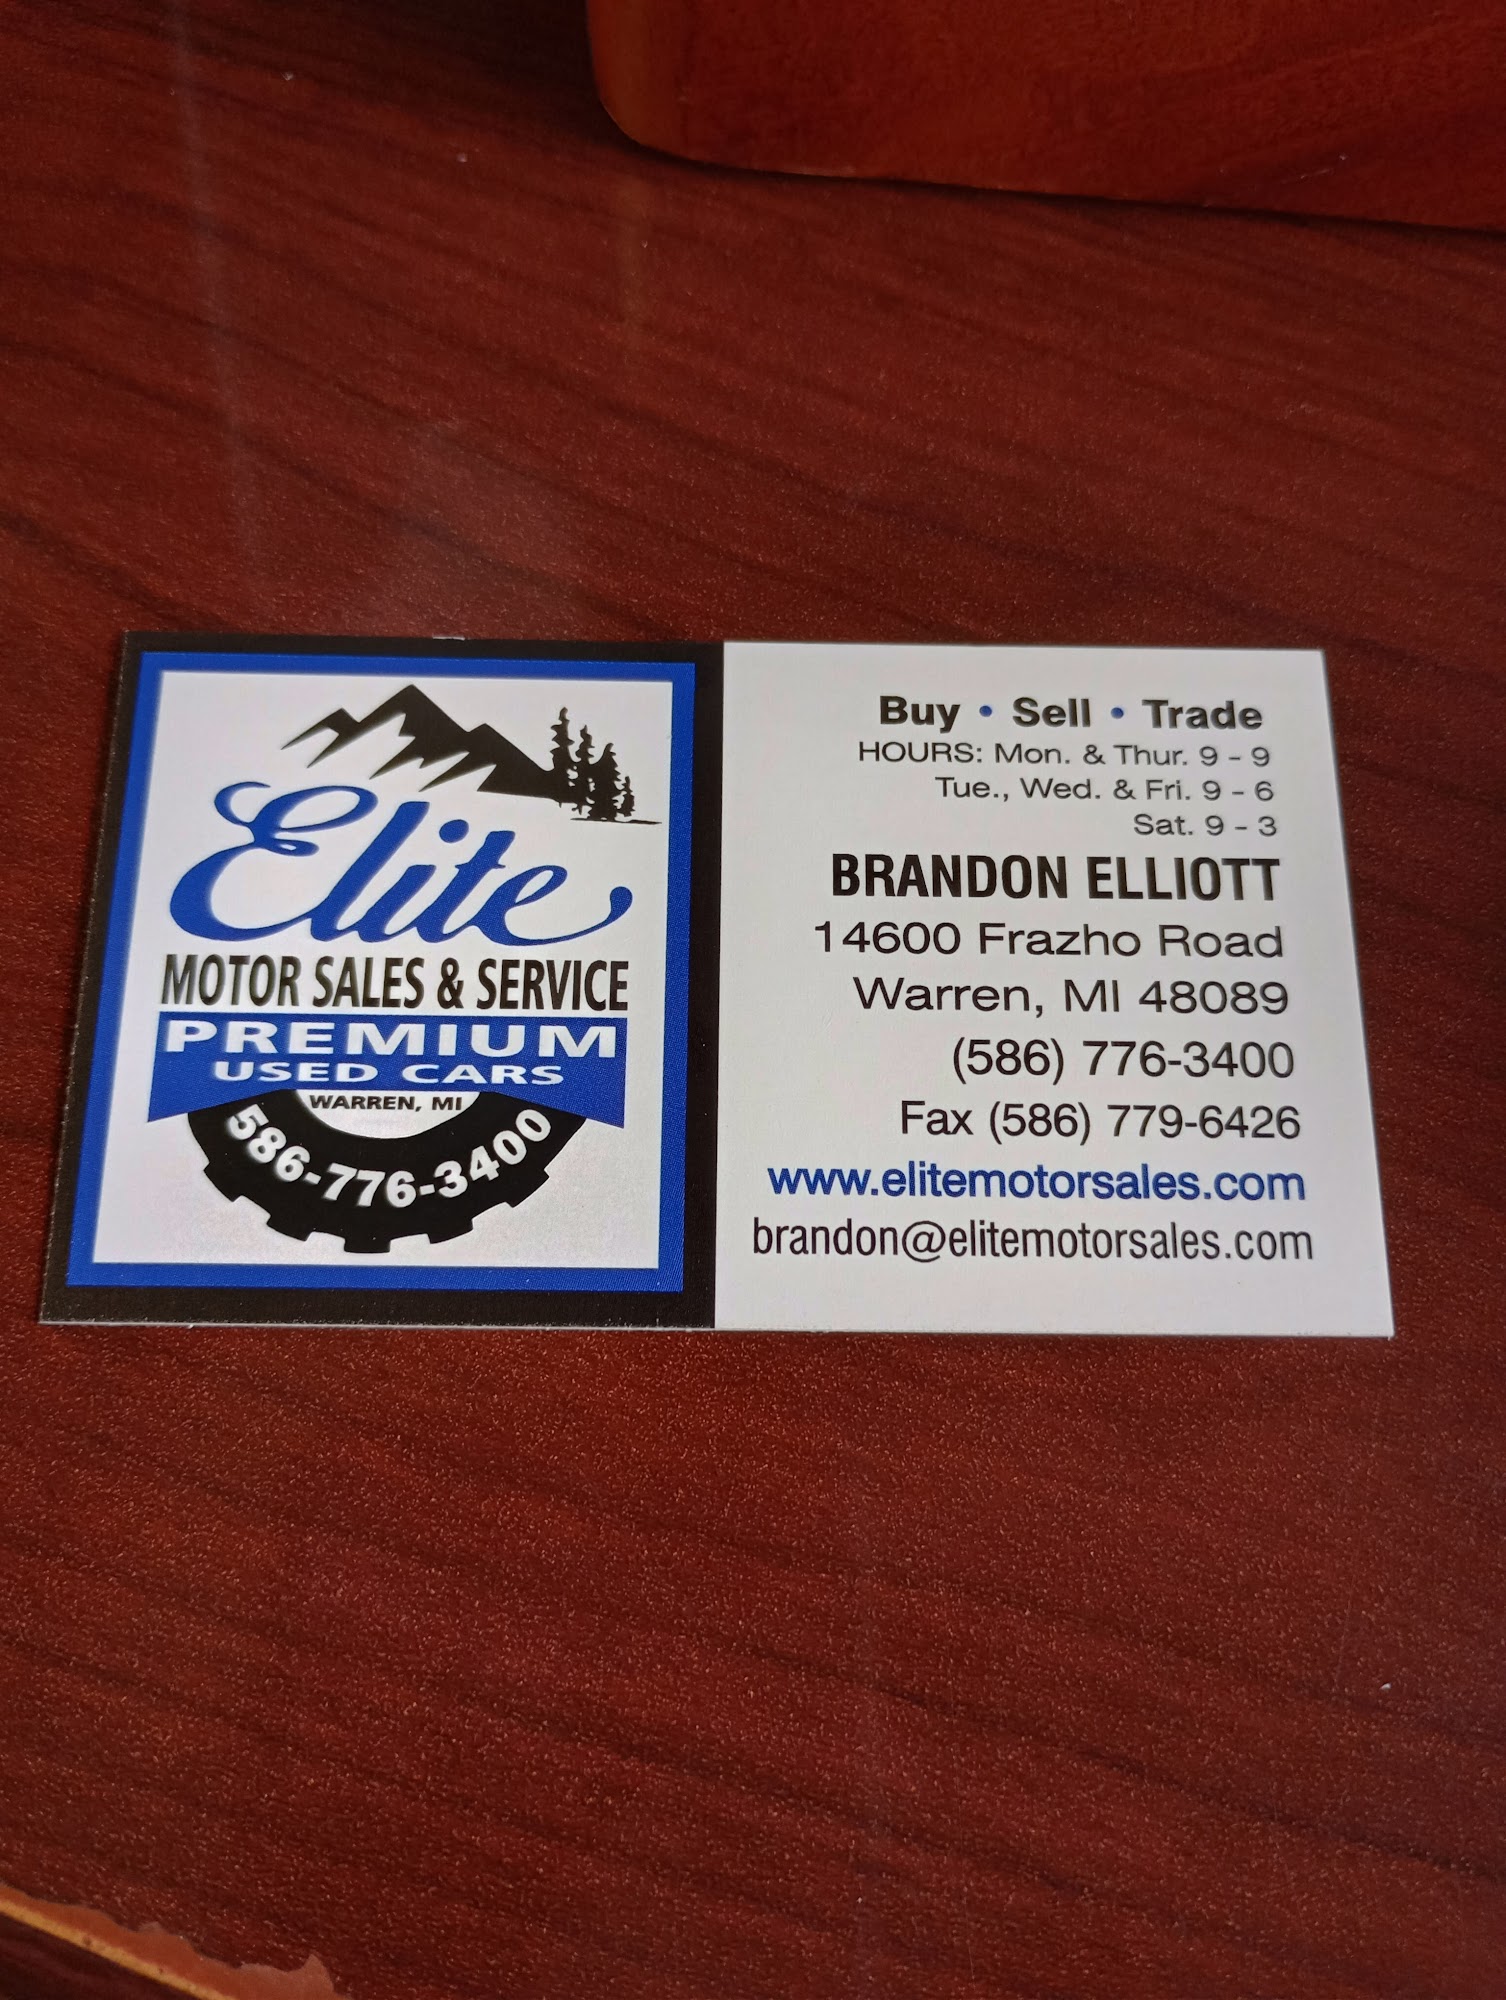 Elite
MOTOR SALES & SERVICE
PREMIUM
USED CARS
WARREN, MI
586-776-3400
Buy • Sell • Trade
HOURS: Mon. & Thur. 9 - 9
Tue., Wed. & Fri. 9 - 6
Sat. 9 - 3
BRANDON ELLIOTT
14600 Frazho Road
Warren, MI 48089
(586) 776-3400
Fax (586) 779-6426
www.elitemotorsales.com
brandon@elitemotorsales.com